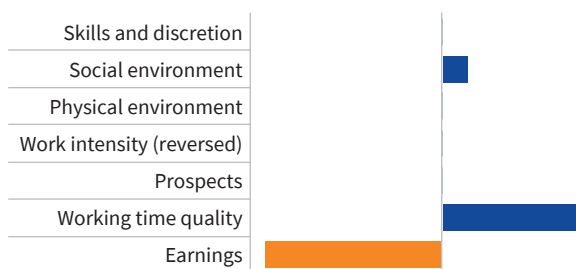 Skills and discretion
Social environment
Physical environment
Work intensity (reversed)
Prospects
Working time quality
Earnings